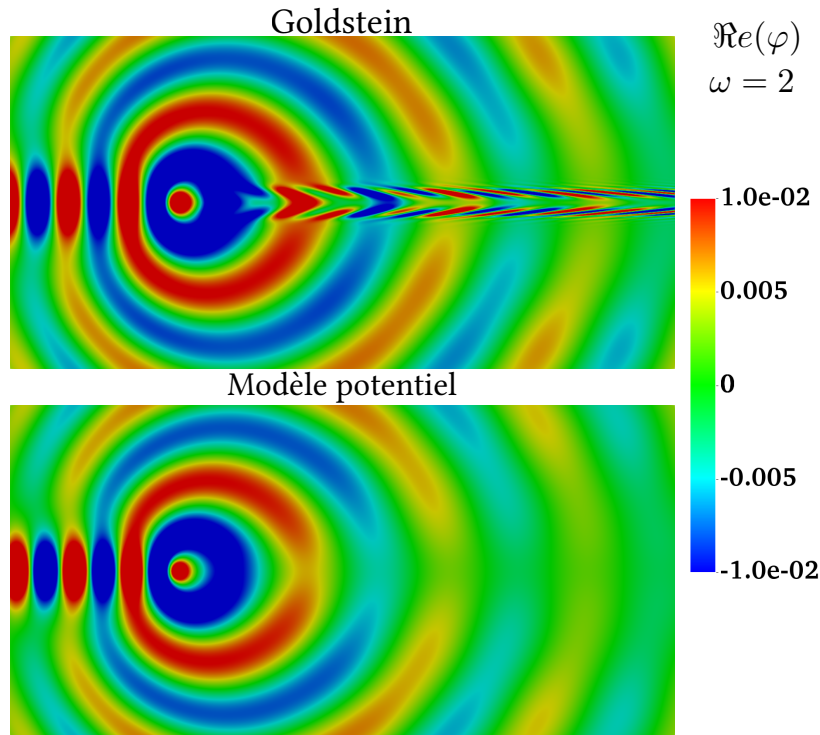 Goldstein
ℜe(φ)
ω = 2
1.0e-02
0.005
0
-0.005
-1.0e-02
Modèle potentiel